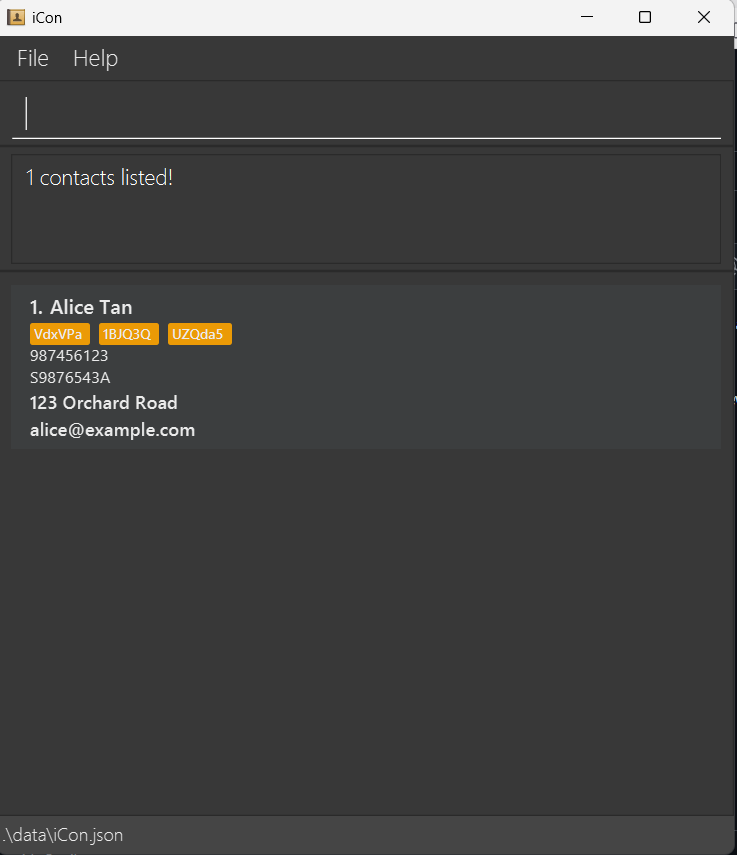 iCon
File Help
1 contacts listed!
1. Alice Tan
VdxVPa 1BJQ3Q UZQda5
987456123
S9876543A
123 Orchard Road
alice@example.com
.\data\iCon.json